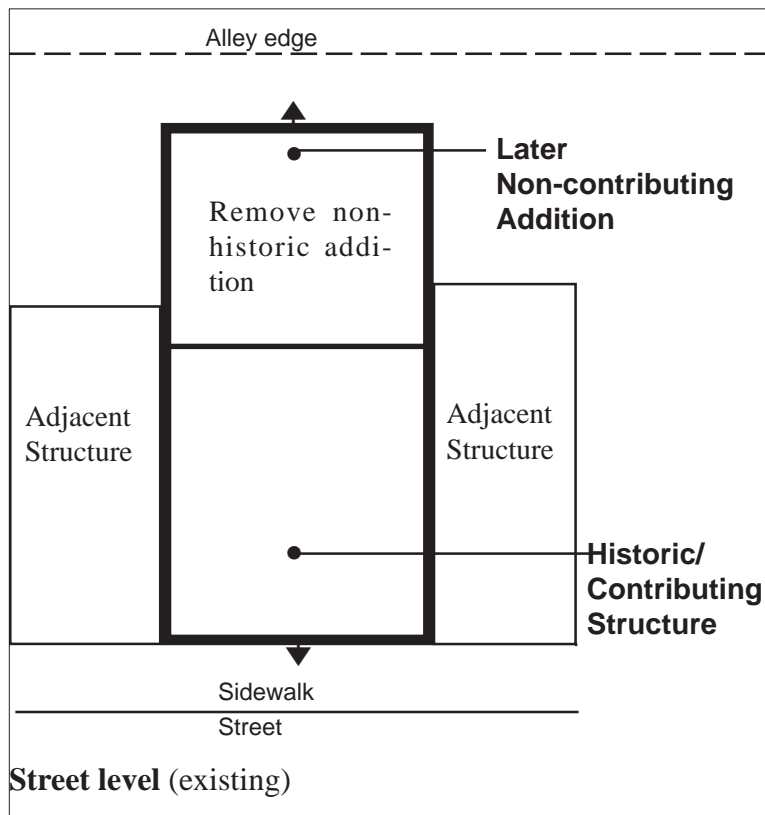 Alley edge
Later
Non-contributing
Addition
Remove non-
historic addi-
tion
Adjacent
Structure
Adjacent
Structure
Historic/
Contributing
Structure
Sidewalk
Street
Street level (existing)